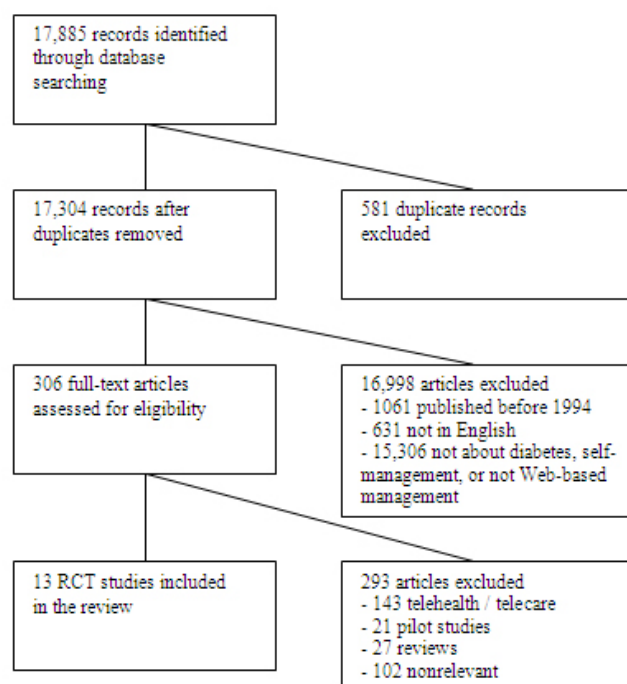 17,885 records identified
through database
searching
17,304 records after
duplicates removed
581 duplicate records
excluded
306 full-text articles
assessed for eligibility
16,998 articles excluded
- 1061 published before 1994
- 631 not in English
- 15,306 not about diabetes, self-
management, or not Web-based
management
13 RCT studies included
in the review
293 articles excluded
- 143 telehealth / telecare
- 21 pilot studies
- 27 reviews
- 102 nonrelevant